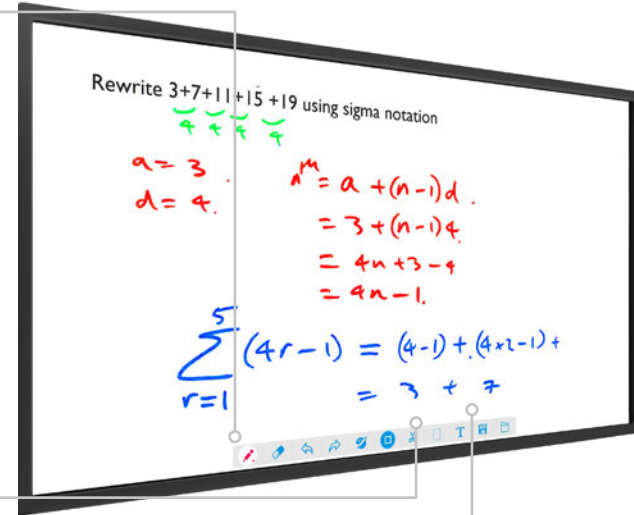 Rewrite 3+7+11+15 +19 using sigma notation
4 4 4 4
a = 3
d = 4.
nᵗʰ = a + (n-1)d.
= 3 + (n-1)4.
= 4n + 3 - 4
= 4n - 1.
5
∑ (4r - 1) = (4-1) + (4×2-1) +
r=1 = 3 + 7
T